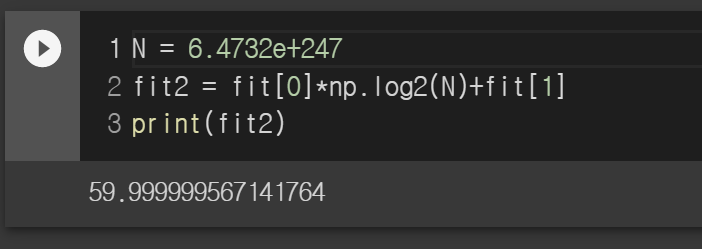 1 N = 6.4732e+247
2 fit2 = fit[0]*np.log2(N)+fit[1]
3 print(fit2)
59.999999567141764